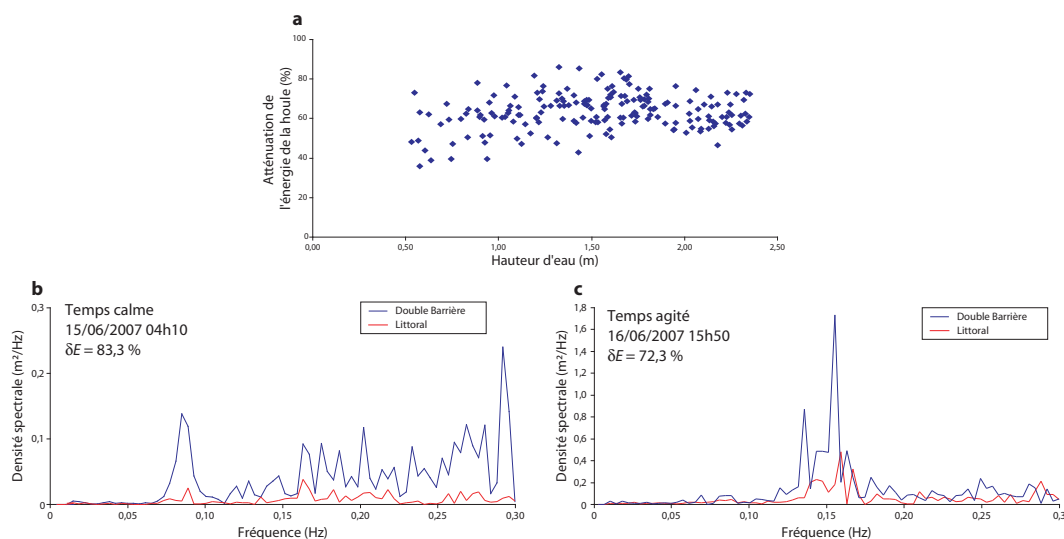 a
Atténuation de
l'énergie de la houle (%)
100
80
60
40
20
0
0,00 0,50 1,00 1,50 2,00 2,50
Hauteur d'eau (m)
b
Temps calme
15/06/2007 04h10
δE = 83,3 %
Double Barrière
Littoral
Densité spectrale (m²/Hz)
0,3
0,2
0,1
0
0 0,05 0,10 0,15 0,20 0,25 0,30
Fréquence (Hz)
c
Temps agité
16/06/2007 15h50
δE = 72,3 %
Double Barrière
Littoral
Densité spectrale (m²/Hz)
1,8
1,6
1,4
1,2
1,0
0,8
0,6
0,4
0,2
0
0 0,05 0,10 0,15 0,20 0,25 0,3
Fréquence (Hz)